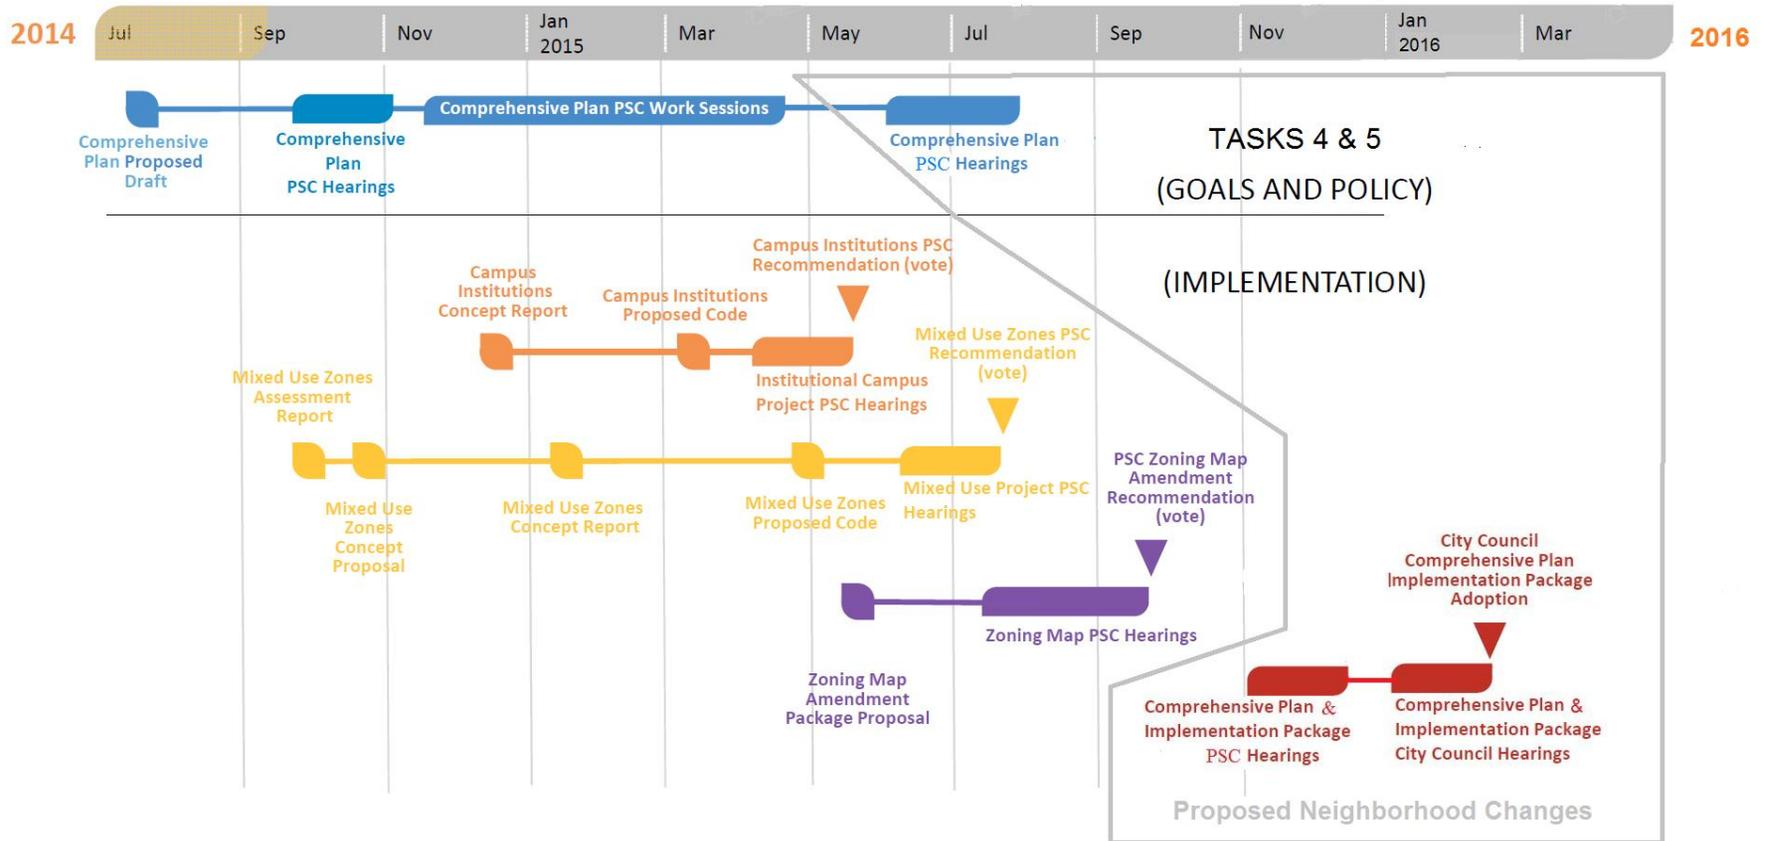 2014
Jul
Sep
Nov
Jan
2015
Mar
May
Jul
Sep
Nov
Jan
2016
Mar
2016
Comprehensive Plan PSC Work Sessions
Comprehensive
Plan Proposed
Draft
Comprehensive
Plan
PSC Hearings
Comprehensive Plan
PSC Hearings
TASKS 4 & 5
(GOALS AND POLICY)
(IMPLEMENTATION)
Campus Institutions PSC
Recommendation (vote)
Campus
Institutions
Concept Report
Campus Institutions
Proposed Code
Institutional Campus
Project PSC Hearings
Mixed Use Zones PSC
Recommendation
(vote)
Mixed Use Zones
Assessment
Report
Mixed Use
Zones
Concept
Proposal
Mixed Use Zones
Concept Report
Mixed Use Zones
Proposed Code
Mixed Use Project PSC
Hearings
PSC Zoning Map
Amendment
Recommendation
(vote)
Zoning Map PSC Hearings
Zoning Map
Amendment
Package Proposal
City Council
Comprehensive Plan
Implementation Package
Adoption
Comprehensive Plan &
Implementation Package
PSC Hearings
Comprehensive Plan &
Implementation Package
City Council Hearings
Proposed Neighborhood Changes